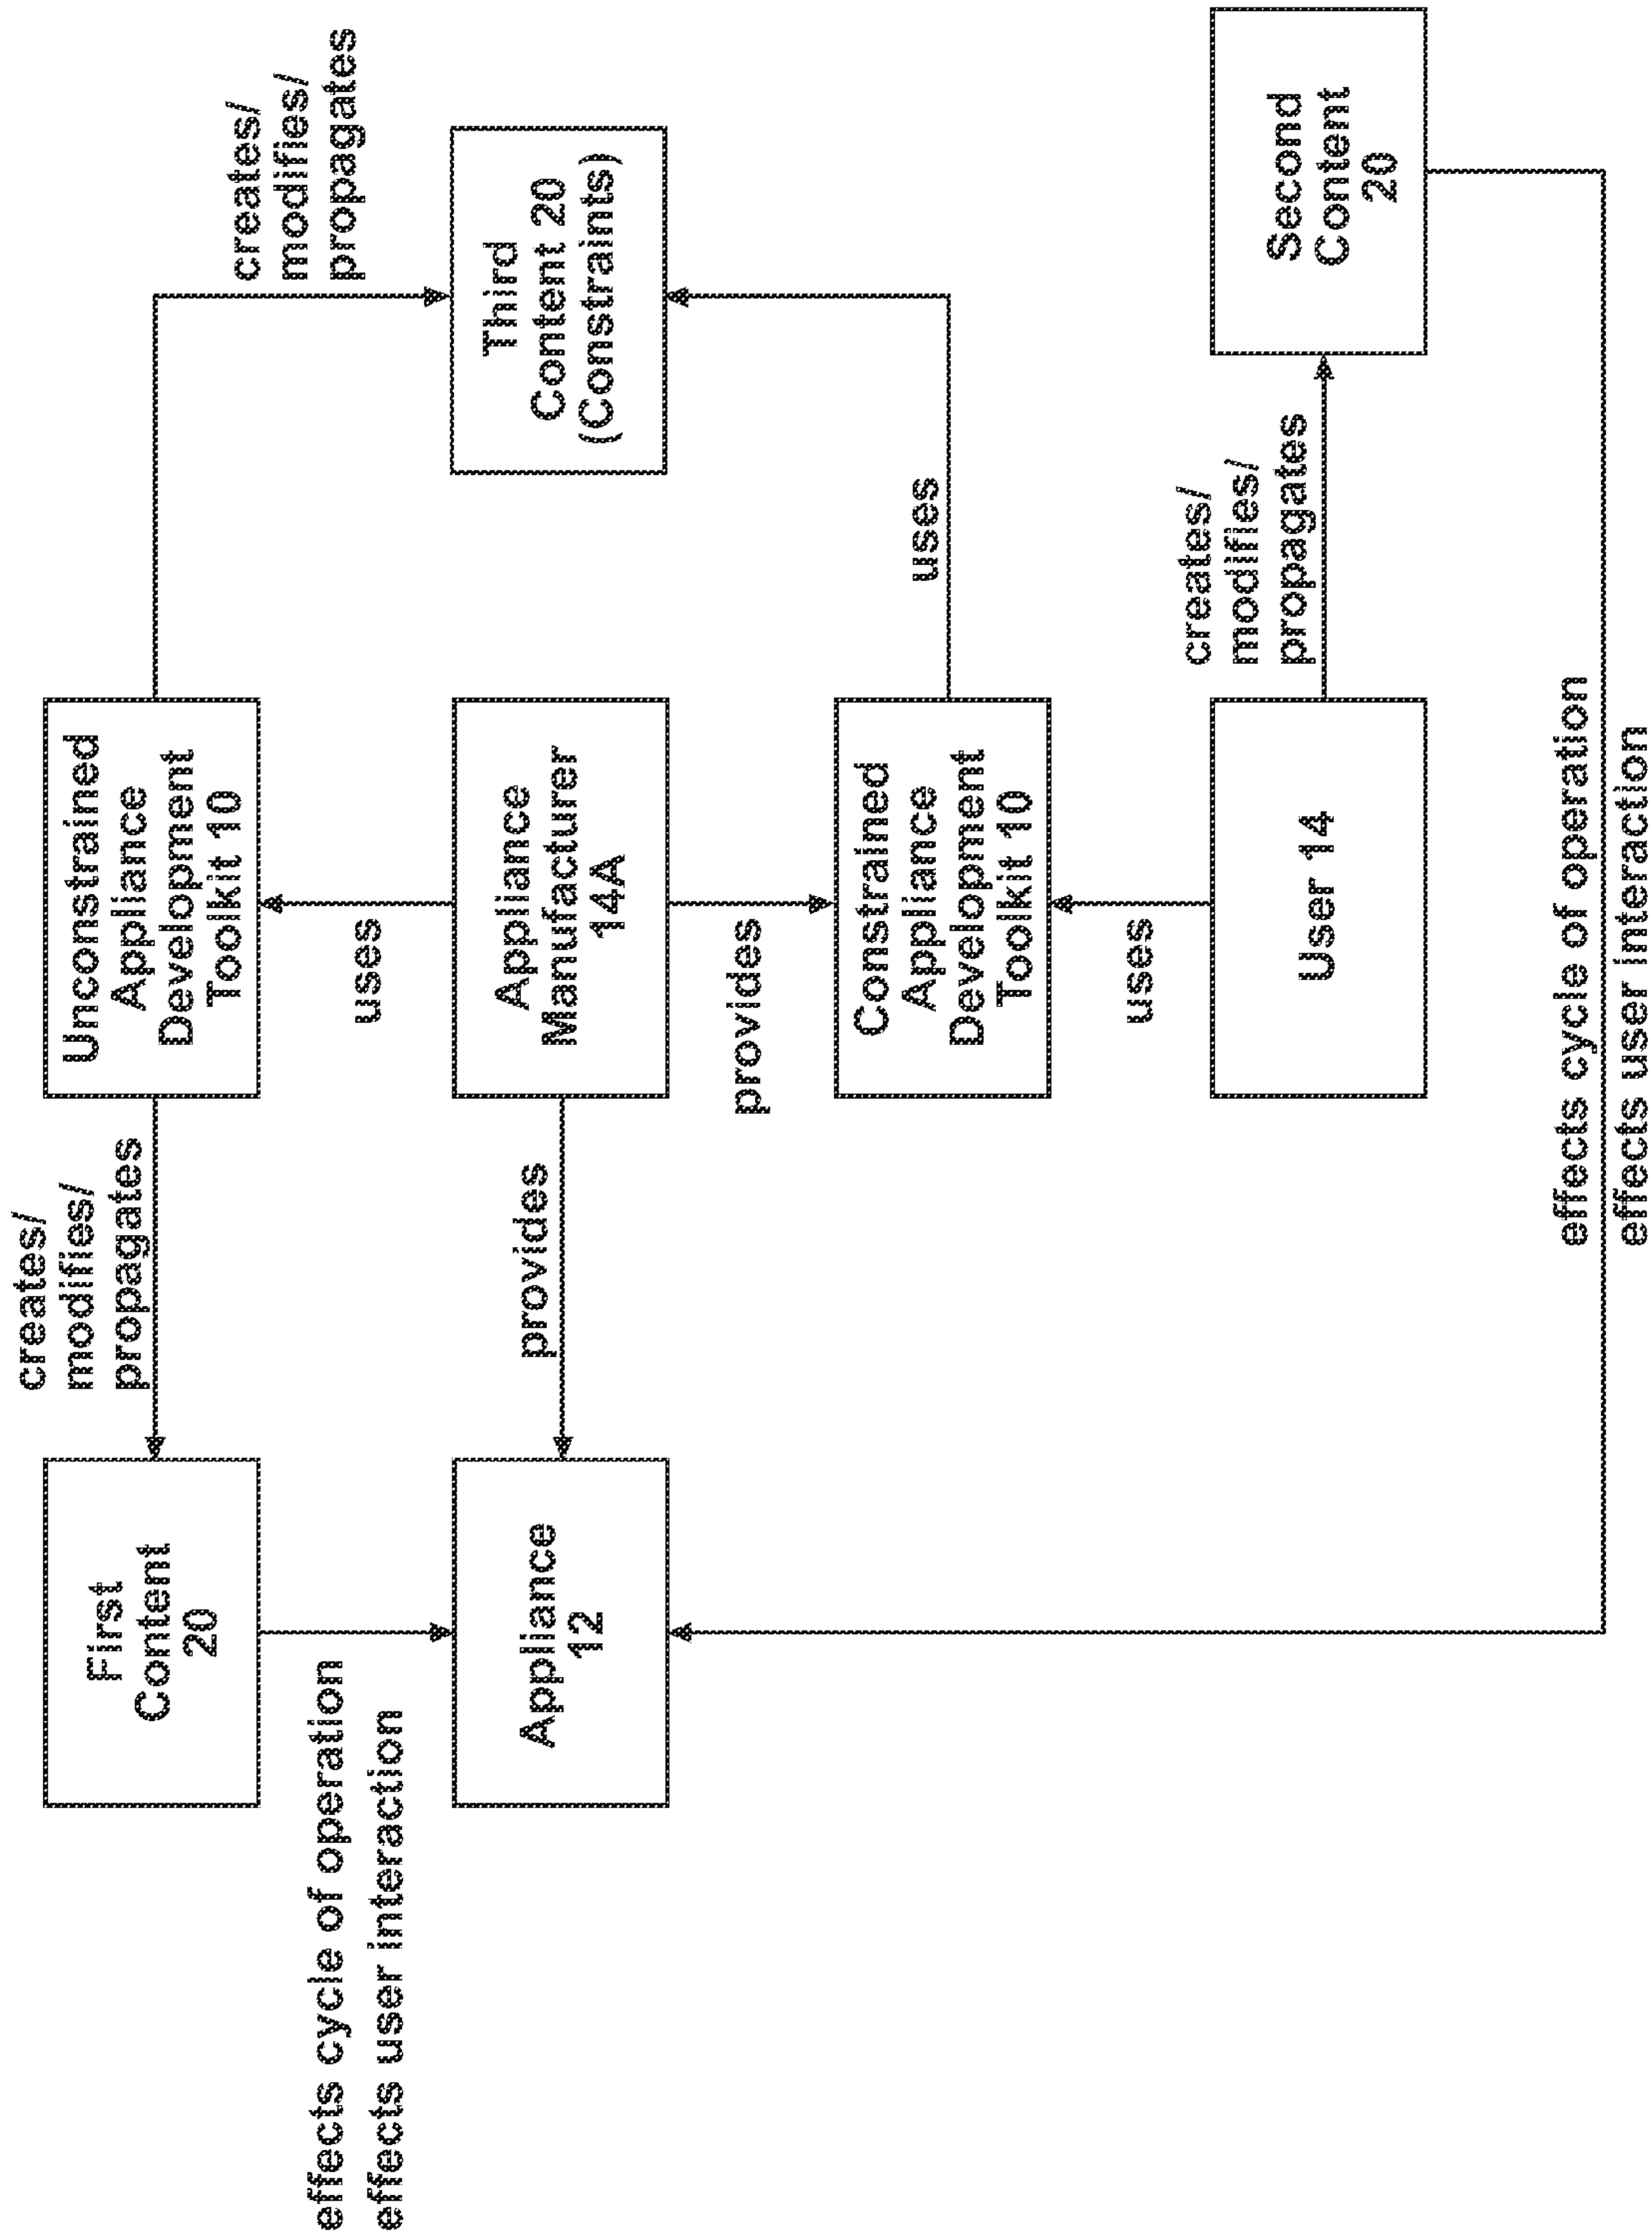 creates/
modifies/
propagates
First
Content
20
Unconstrained
Appliance
Development
Toolkit 10
creates/
modifies/
propagates
effects cycle of operation
effects user interaction
uses
Appliance
12
provides
Appliance
Manufacturer
14A
Third
Content 20
(Constraints)
provides
Constrained
Appliance
Development
Toolkit 10
uses
uses
User 14
creates/
modifies/
propagates
Second
Content
20
effects cycle of operation
effects user interaction